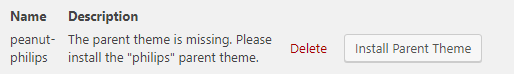 Name Description
peanut-philips The parent theme is missing. Please install the "philips" parent theme. Delete Install Parent Theme